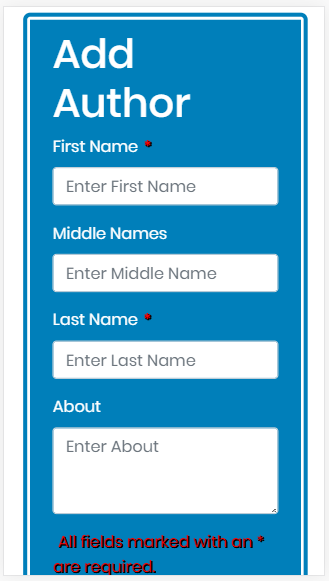 Add
Author
First Name *
Enter First Name
Middle Names
Enter Middle Name
Last Name *
Enter Last Name
About
Enter About
All fields marked with an *
are required.